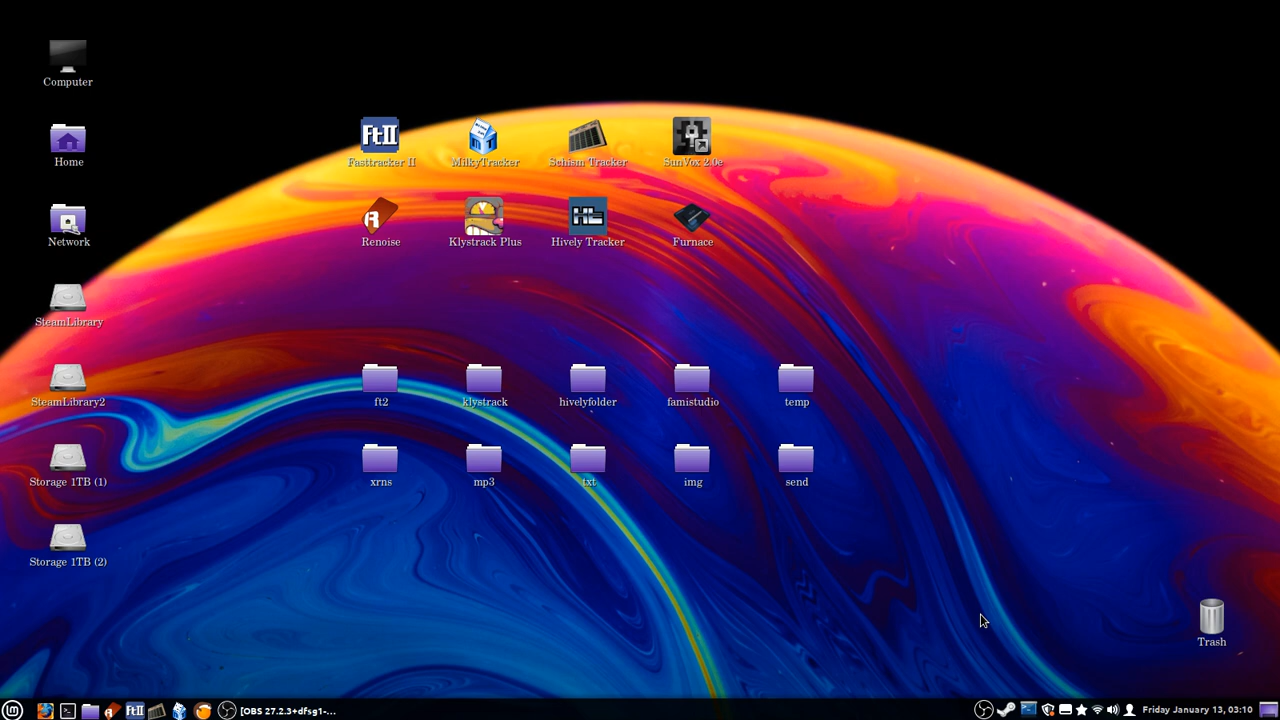 Computer
Home
Network
SteamLibrary
SteamLibrary2
Storage 1TB (1)
Storage 1TB (2)
FtII
Fasttracker II
MilkyTracker
Schism Tracker
SunVox 2.0e
R
Renoise
Klystrack Plus
Hively Tracker
Furnace
ft2
klystrack
hivelyfolder
famistudio
temp
xrns
mp3
txt
img
send
Trash
FtII
[OBS 27.2.3+dfsg1-...
Friday January 13, 03:10